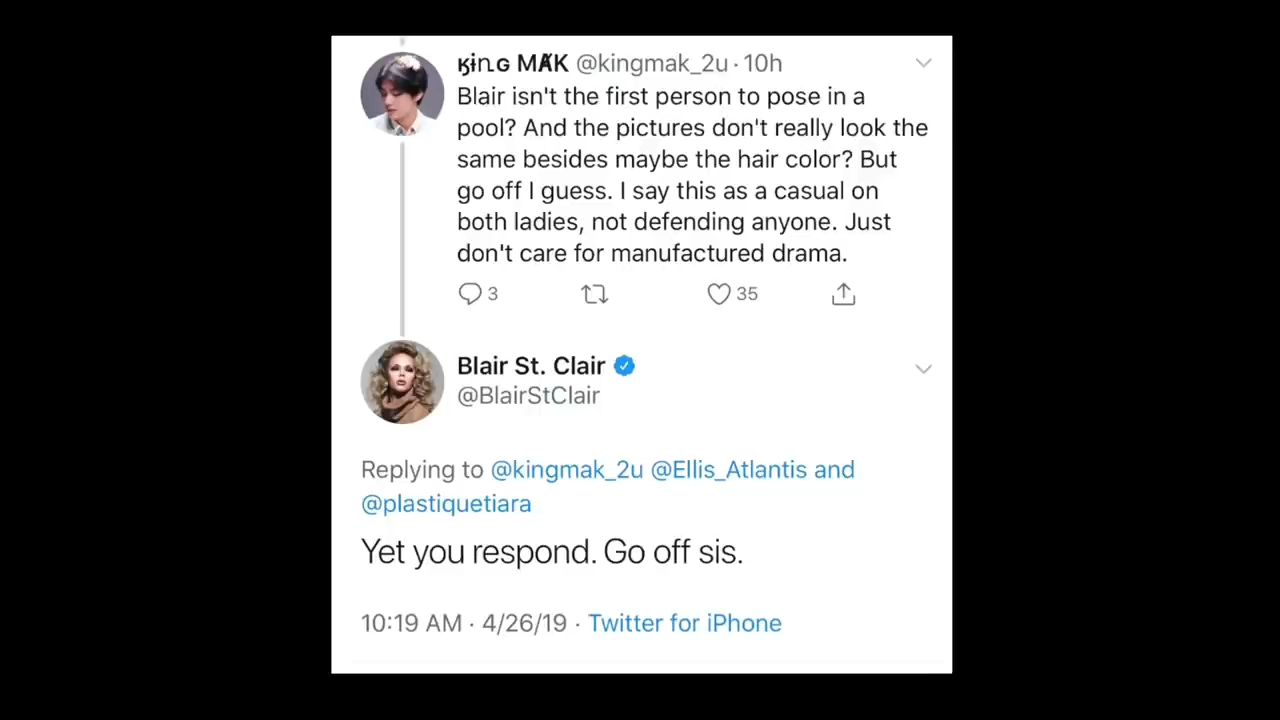 ӄɨռɢ MȺҞ @kingmak_2u · 10h
Blair isn't the first person to pose in a
pool? And the pictures don't really look the
same besides maybe the hair color? But
go off I guess. I say this as a casual on
both ladies, not defending anyone. Just
don't care for manufactured drama.
3 35
Blair St. Clair
@BlairStClair
Replying to @kingmak_2u @Ellis_Atlantis and
@plastiquetiara
Yet you respond. Go off sis.
10:19 AM · 4/26/19 · Twitter for iPhone